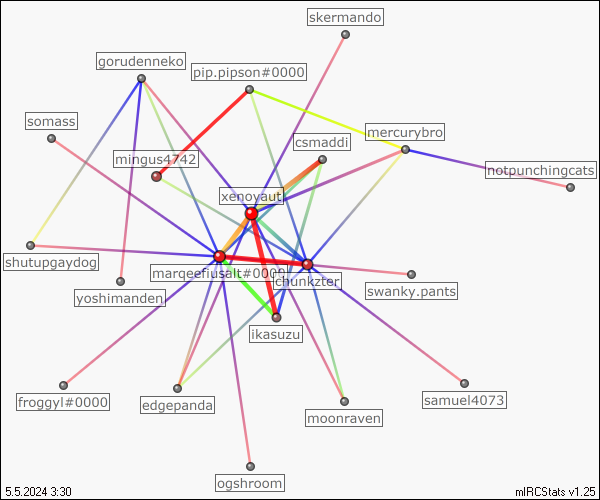 skermando
gorudenneko
pip.pipson#0000
somass
mercurybro
csmaddi
mingus4742
notpunchingcats
xenoyaut
shutupgaydog
marqeefiusalt#0000
chunkzter
yoshimanden
swanky.pants
ikasuzu
froggyl#0000
edgepanda
samuel4073
moonraven
ogshroom
5.5.2024 3:30
mIRCStats v1.25